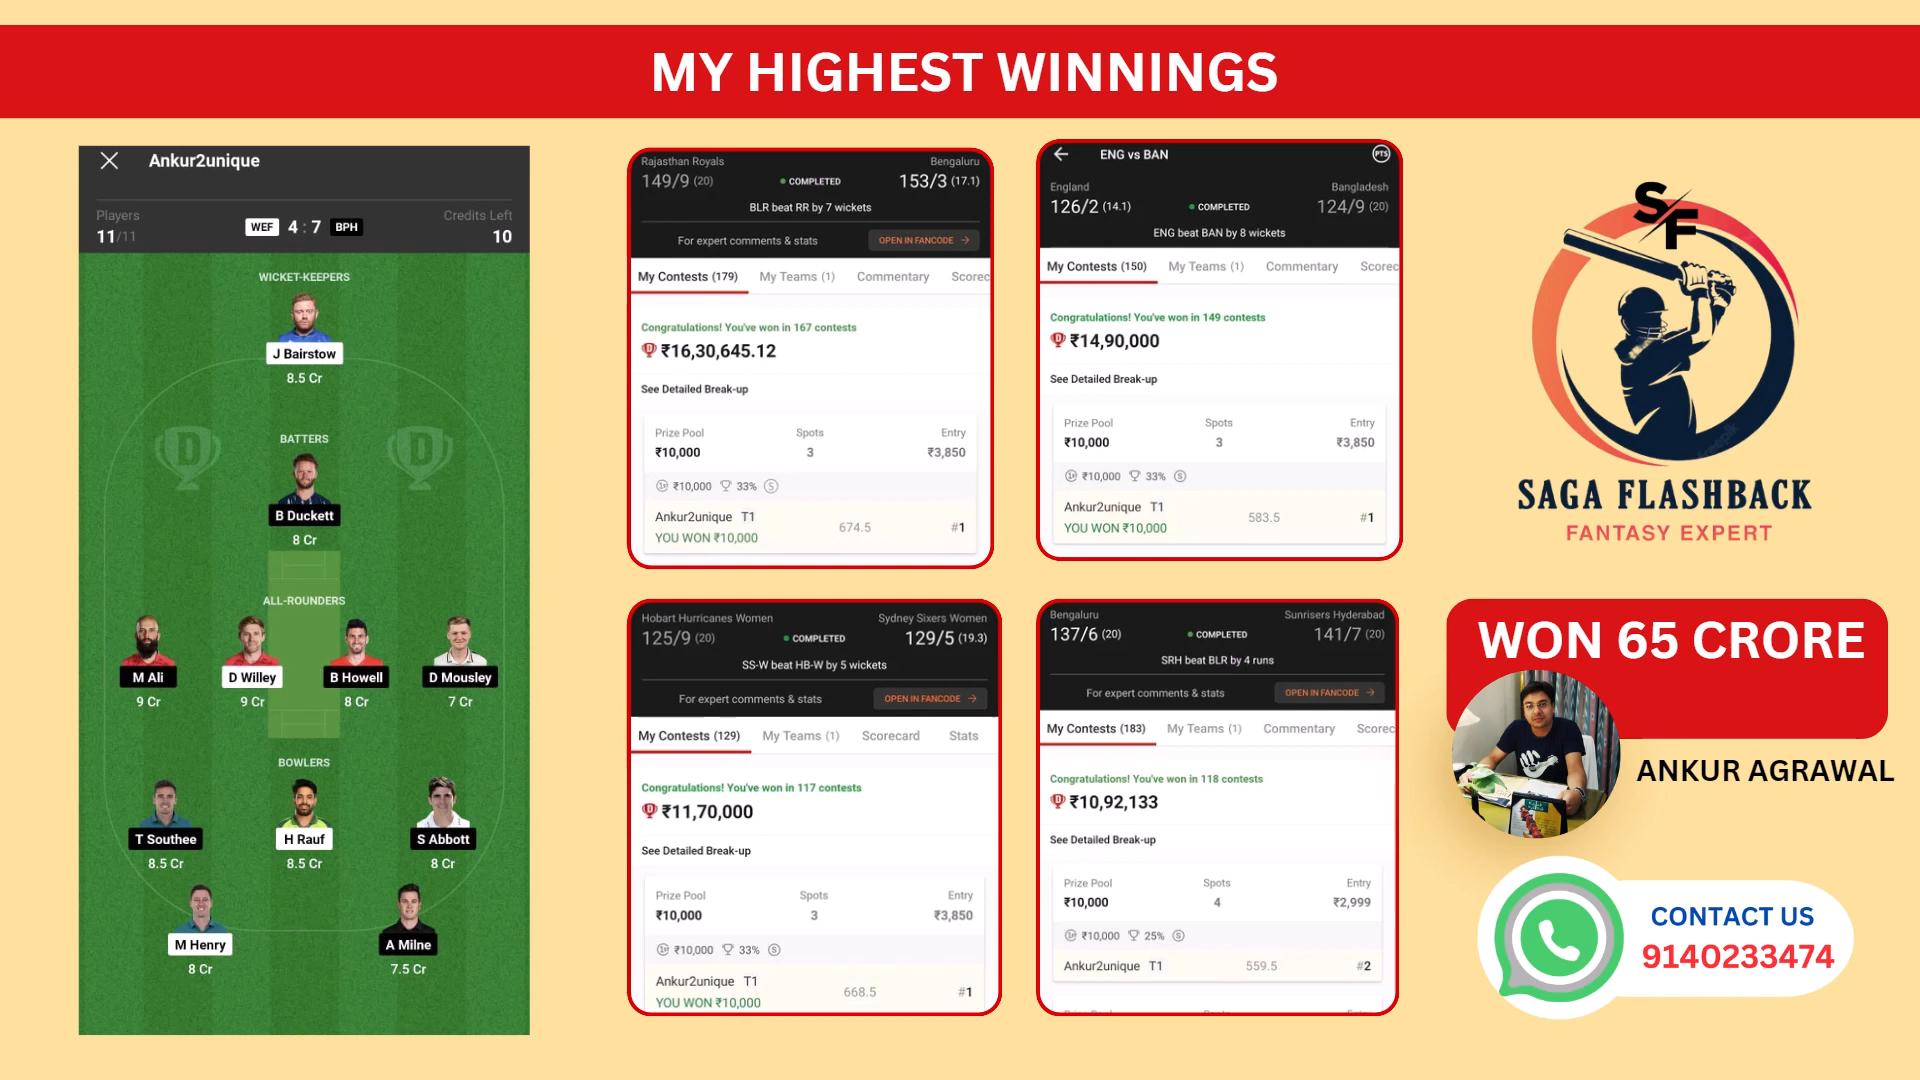 MY HIGHEST WINNINGS
Ankur2unique
Players
Credits Left
11/11
WEF 4 : 7 BPH
10
WICKET-KEEPERS
J Bairstow
8.5 Cr
BATTERS
B Duckett
8 Cr
ALL-ROUNDERS
M Ali
D Willey
B Howell
D Mousley
9 Cr
9 Cr
8 Cr
7 Cr
BOWLERS
T Southee
H Rauf
S Abbott
8.5 Cr
8.5 Cr
8 Cr
M Henry
A Milne
8 Cr
7.5 Cr
Rajasthan Royals
Bengaluru
149/9 (20)
COMPLETED
153/3 (17.1)
BLR beat RR by 7 wickets
For expert comments & stats
OPEN IN FANCODE
My Contests (179) My Teams (1) Commentary Scorec
Congratulations! You've won in 167 contests
₹16,30,645.12
See Detailed Break-up
Prize Pool Spots Entry
₹10,000 3 ₹3,850
₹10,000 33% S
Ankur2unique T1
674.5 #1
YOU WON ₹10,000
ENG vs BAN
PTS
England
Bangladesh
126/2 (14.1)
COMPLETED
124/9 (20)
ENG beat BAN by 8 wickets
My Contests (150) My Teams (1) Commentary Scorec
Congratulations! You've won in 149 contests
₹14,90,000
See Detailed Break-up
Prize Pool Spots Entry
₹10,000 3 ₹3,850
₹10,000 33% S
Ankur2unique T1
583.5 #1
YOU WON ₹10,000
Hobart Hurricanes Women
Sydney Sixers Women
125/9 (20)
COMPLETED
129/5 (19.3)
SS-W beat HB-W by 5 wickets
For expert comments & stats
OPEN IN FANCODE
My Contests (129) My Teams (1) Scorecard Stats
Congratulations! You've won in 117 contests
₹11,70,000
See Detailed Break-up
Prize Pool Spots Entry
₹10,000 3 ₹3,850
₹10,000 33% S
Ankur2unique T1
668.5 #1
YOU WON ₹10,000
Bengaluru
Sunrisers Hyderabad
137/6 (20)
COMPLETED
141/7 (20)
SRH beat BLR by 4 runs
For expert comments & stats
OPEN IN FANCODE
My Contests (183) My Teams (1) Commentary Scorec
Congratulations! You've won in 118 contests
₹10,92,133
See Detailed Break-up
Prize Pool Spots Entry
₹10,000 4 ₹2,999
₹10,000 25% S
Ankur2unique T1 559.5 #2
SF
SAGA FLASHBACK
FANTASY EXPERT
WON 65 CRORE
ANKUR AGRAWAL
CONTACT US
9140233474